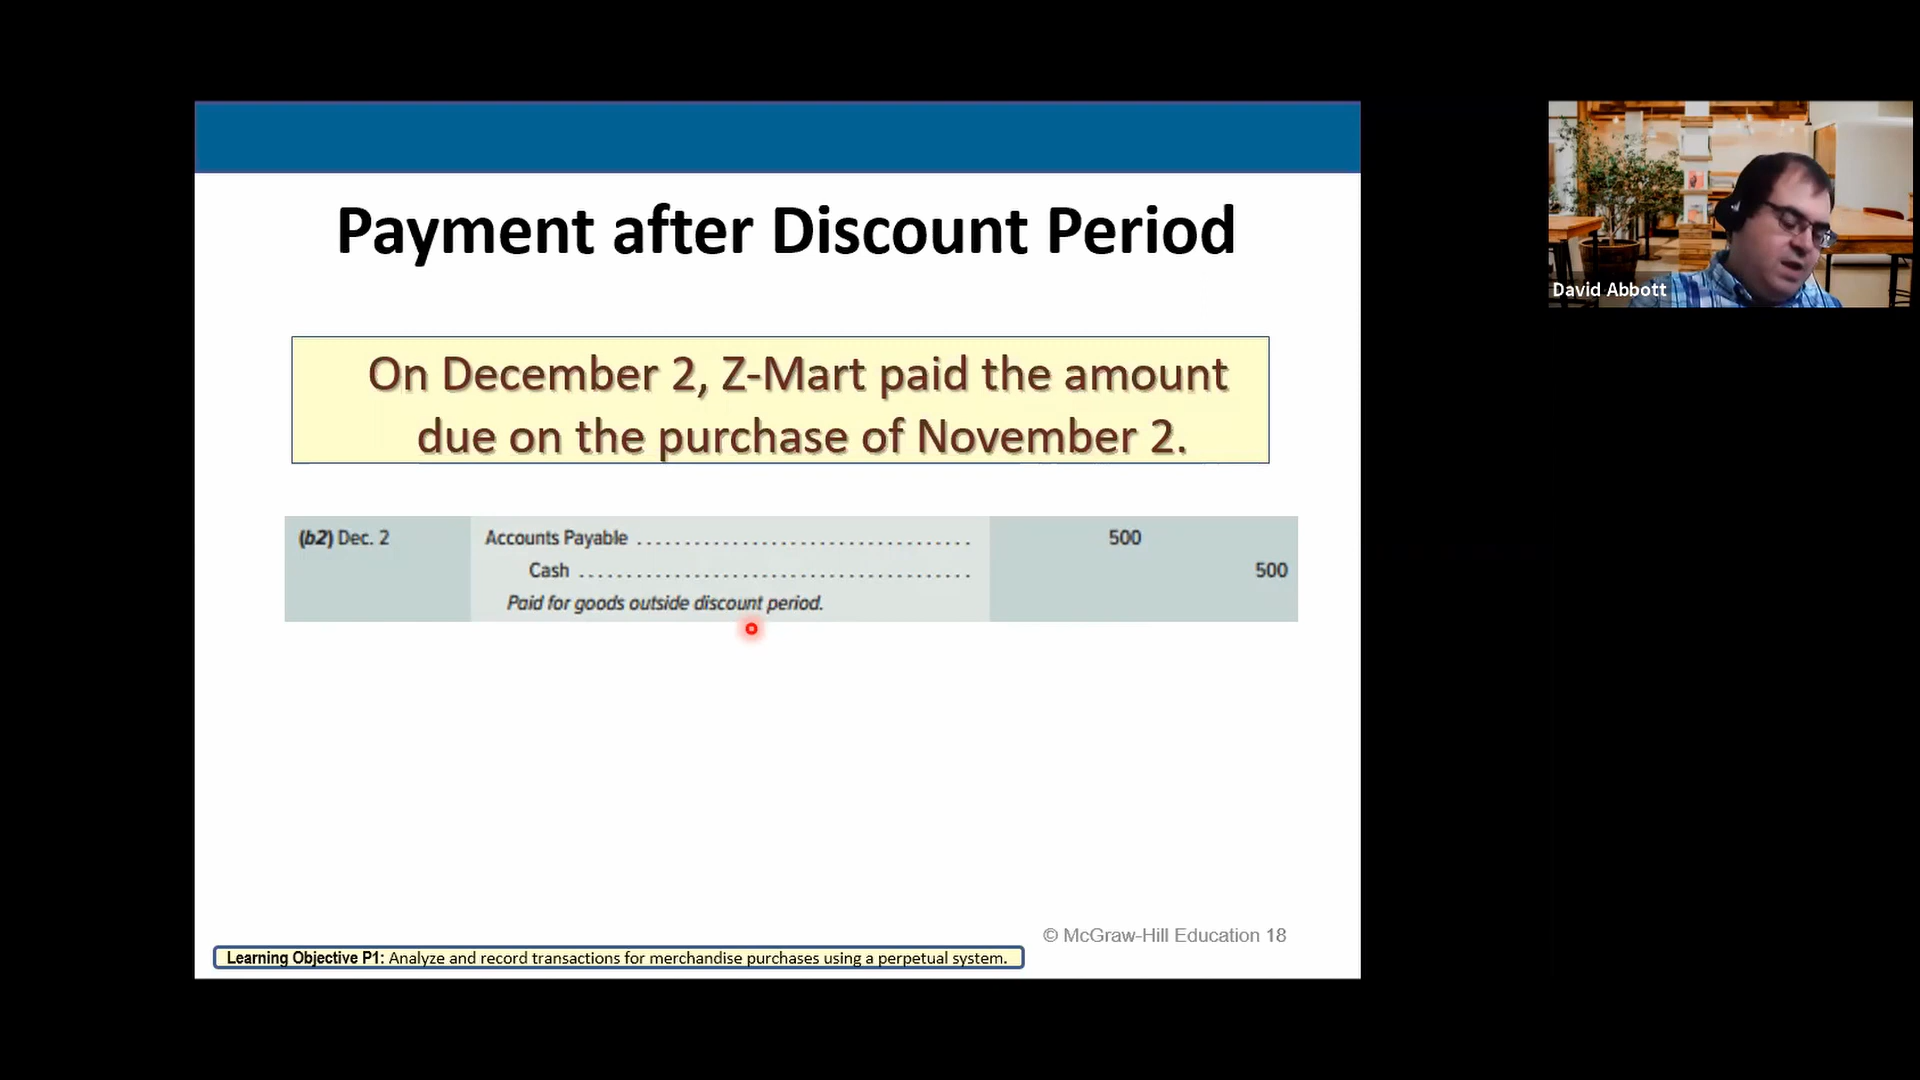 Payment after Discount Period
On December 2, Z-Mart paid the amount
due on the purchase of November 2.
(b2) Dec. 2 Accounts Payable .................................. 500
Cash ......................................... 500
Paid for goods outside discount period.
© McGraw-Hill Education 18
Learning Objective P1: Analyze and record transactions for merchandise purchases using a perpetual system.
David Abbott